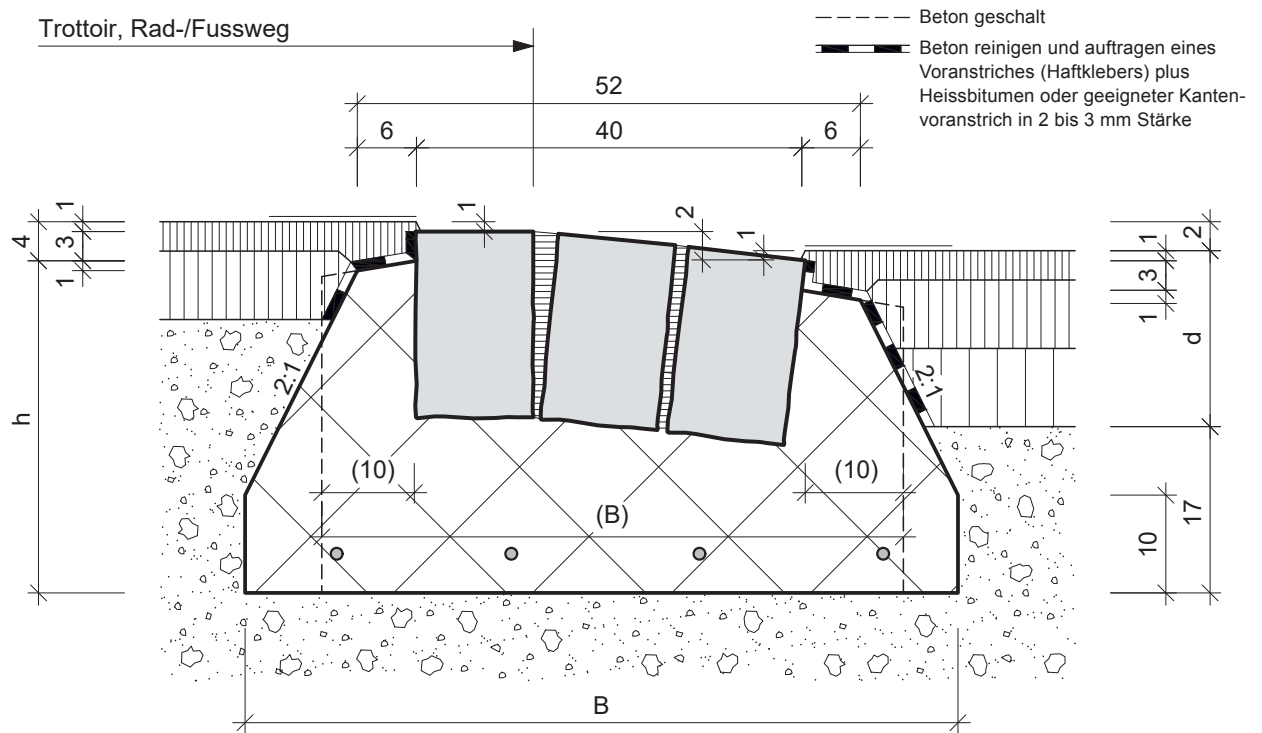 Trottoir, Rad-/Fussweg
Beton geschalt
Beton reinigen und auftragen eines
Voranstriches (Haftklebers) plus
Heissbitumen oder geeigneter Kanten-
voranstrich in 2 bis 3 mm Stärke
52
6
40
6
1
4
3
1
h
1
2
1
1
2
3
1
d
2:1
2:1
(10)
(10)
(B)
10
17
B